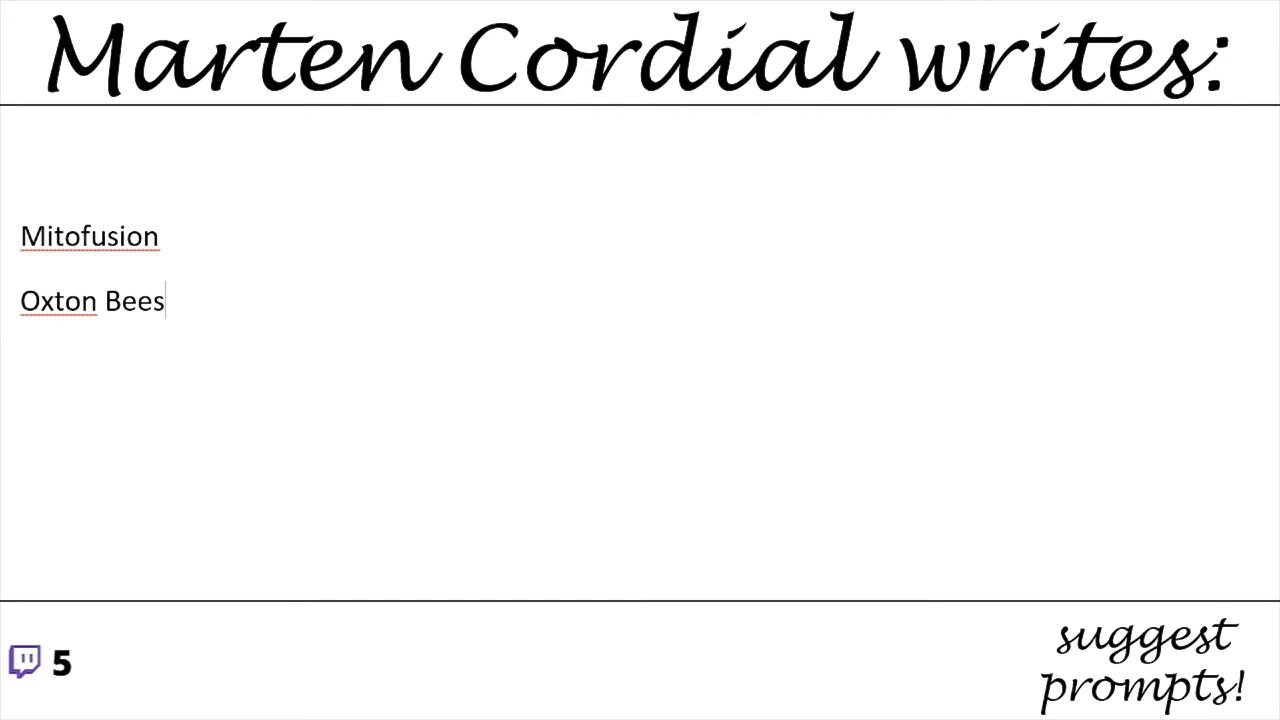 Marten Cordial writes:
Mitofusion
Oxton Bees
5
suggest
prompts!